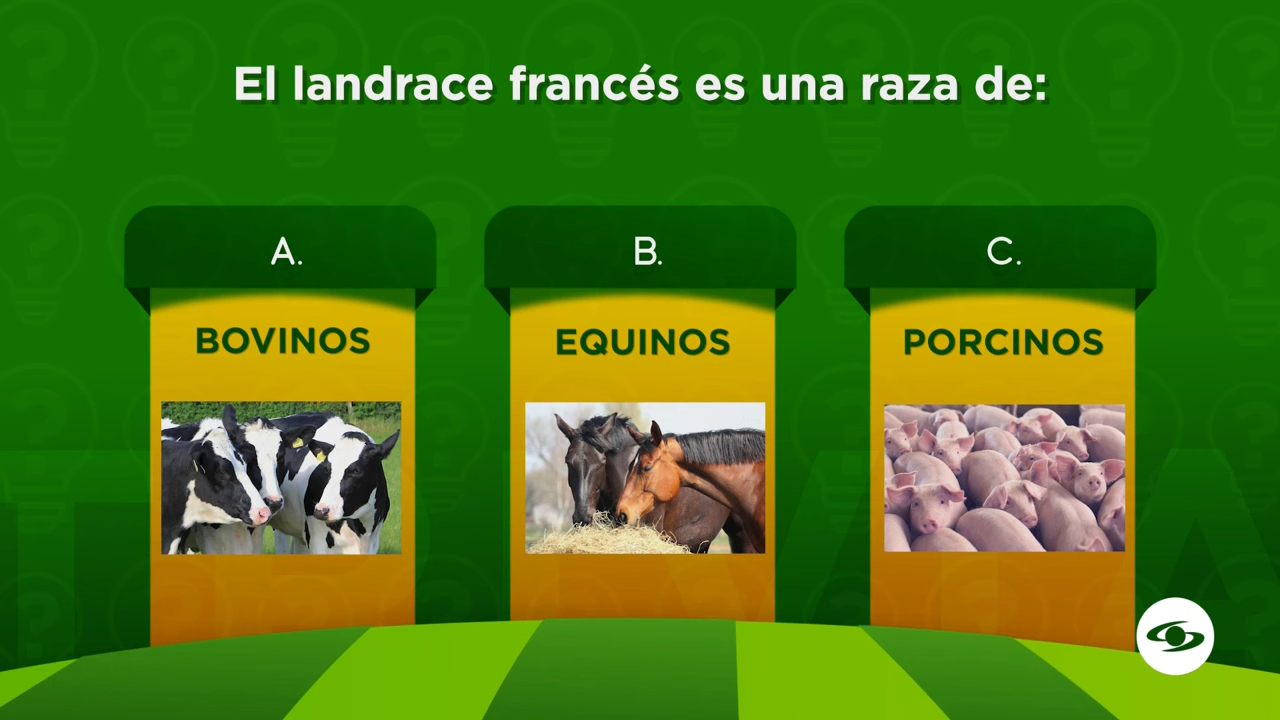 El landrace francés es una raza de:
A.
BOVINOS
B.
EQUINOS
C.
PORCINOS